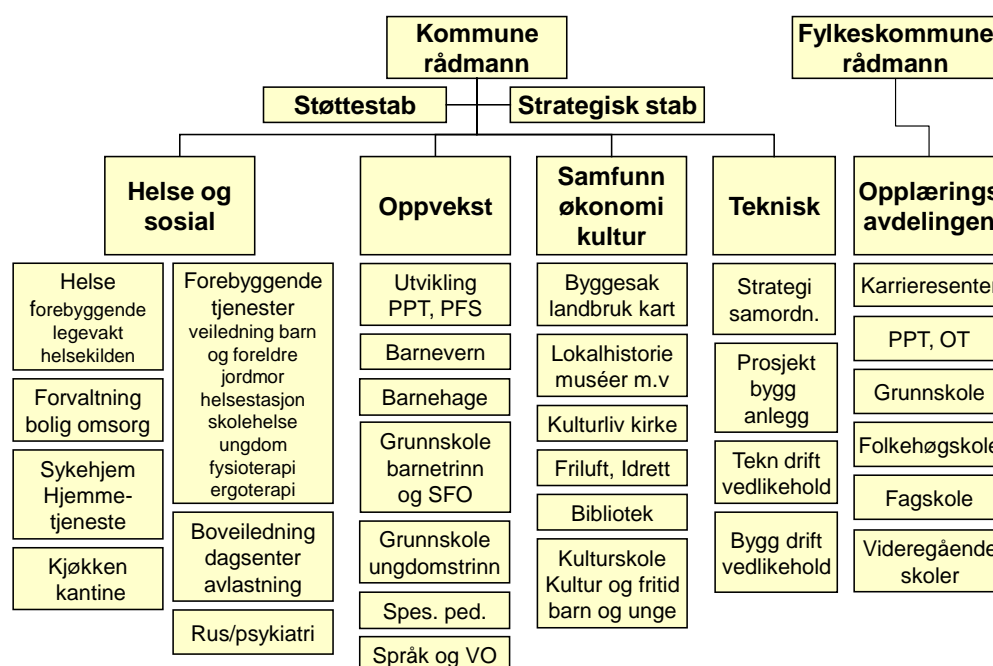 Kommune
rådmann
Fylkeskommune
rådmann
Støttestab
Strategisk stab
Helse og
sosial
Oppvekst
Samfunn
økonomi
kultur
Teknisk
Opplærings
avdelingen
Helse
forebyggende
legevakt
helsekilden
Forvaltning
bolig omsorg
Sykehjem
Hjemme-
tjeneste
Kjøkken
kantine
Forebyggende
tjenester
veiledning barn
og foreldre
jordmor
helsestasjon
skolehelse
ungdom
fysioterapi
ergoterapi
Boveiledning
dagsenter
avlastning
Rus/psykiatri
Utvikling
PPT, PFS
Barnevern
Barnehage
Grunnskole
barnetrinn
og SFO
Grunnskole
ungdomstrinn
Spes. ped.
Språk og VO
Byggesak
landbruk kart
Lokalhistorie
muséer m.v
Kulturliv kirke
Friluft, Idrett
Bibliotek
Kulturskole
Kultur og fritid
barn og unge
Strategi
samordn.
Prosjekt
bygg
anlegg
Tekn drift
vedlikehold
Bygg drift
vedlikehold
Karrieresenter
PPT, OT
Grunnskole
Folkehøgskole
Fagskole
Videregående
skoler